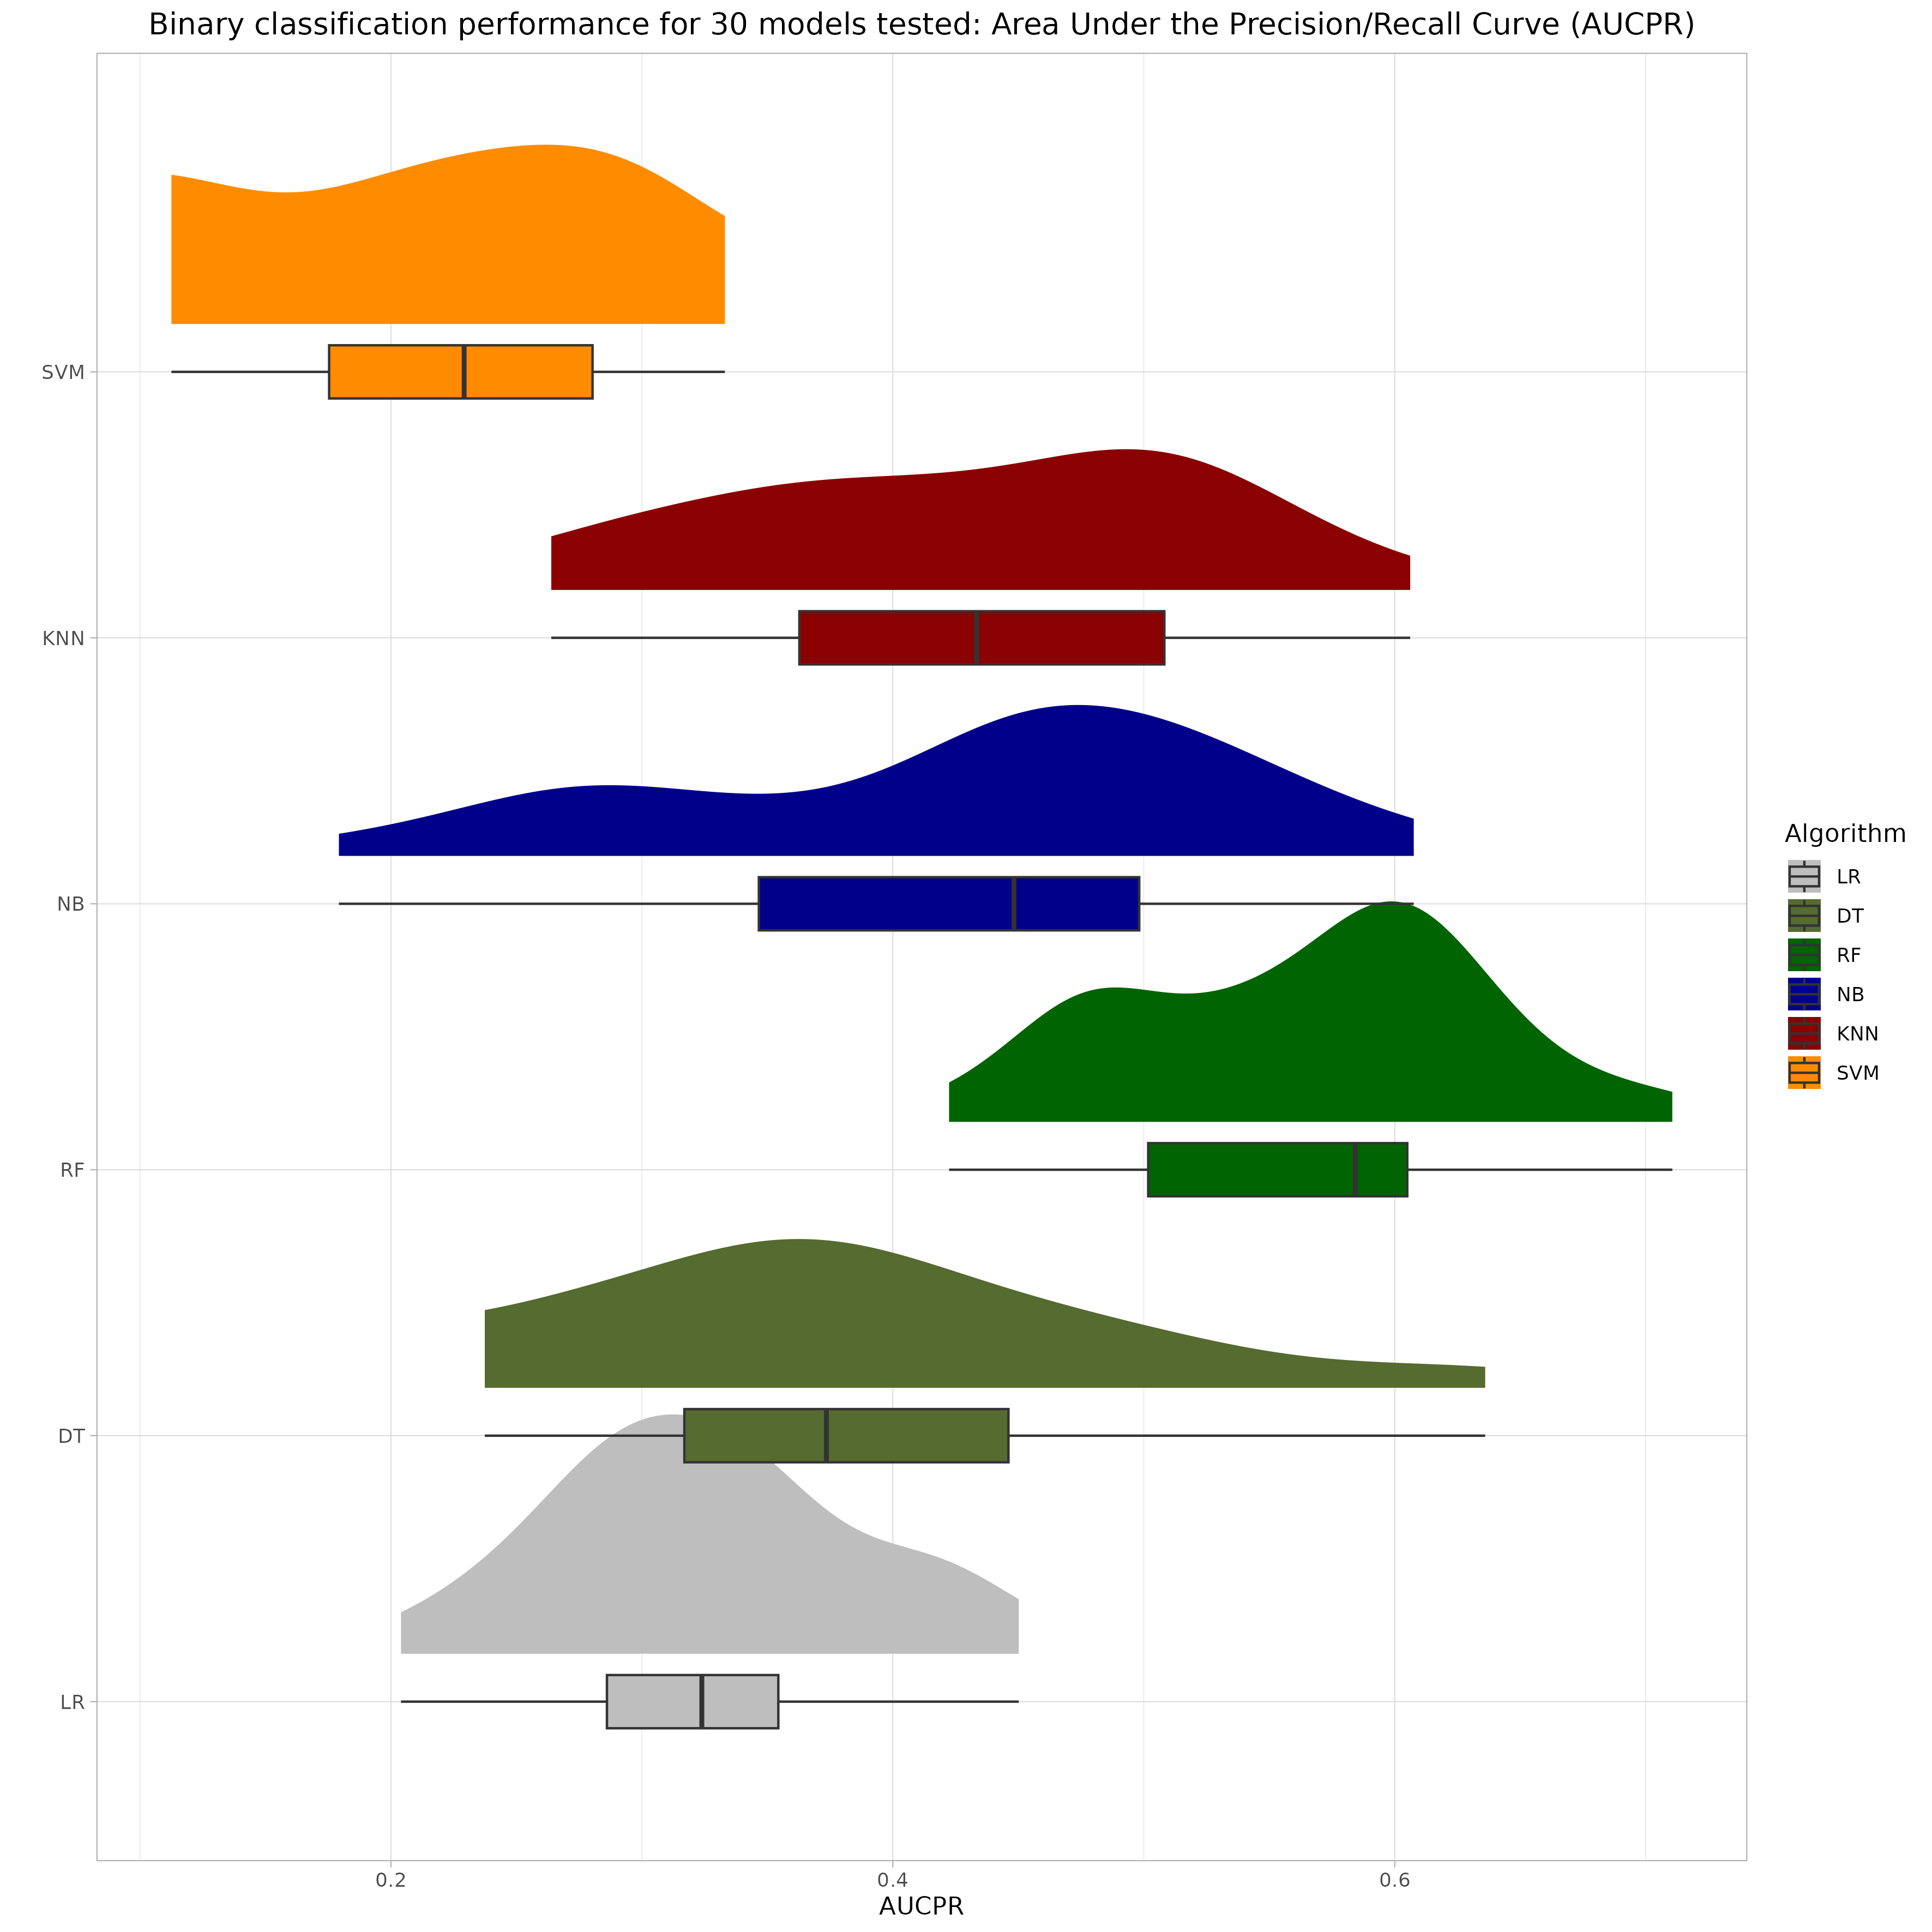 Binary classification performance for 30 models tested: Area Under the Precision/Recall Curve (AUCPR)
SVM
KNN
NB
RF
DT
LR
0.2
0.4
0.6
AUCPR
Algorithm
LR
DT
RF
NB
KNN
SVM